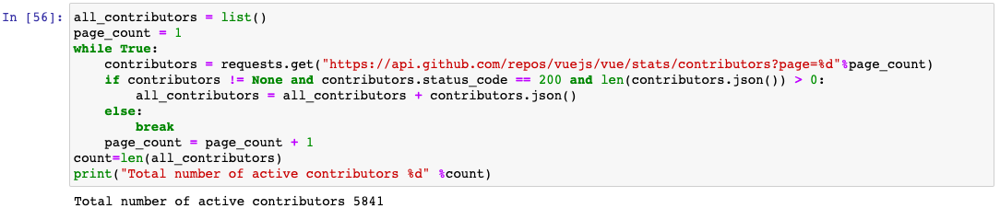 In [56]: all_contributors = list()
page_count = 1
while True:
    contributors = requests.get("https://api.github.com/repos/vuejs/vue/stats/contributors?page=%d"%page_count)
    if contributors != None and contributors.status_code == 200 and len(contributors.json()) > 0:
        all_contributors = all_contributors + contributors.json()
    else:
        break
    page_count = page_count + 1
count=len(all_contributors)
print("Total number of active contributors %d" %count)
Total number of active contributors 5841